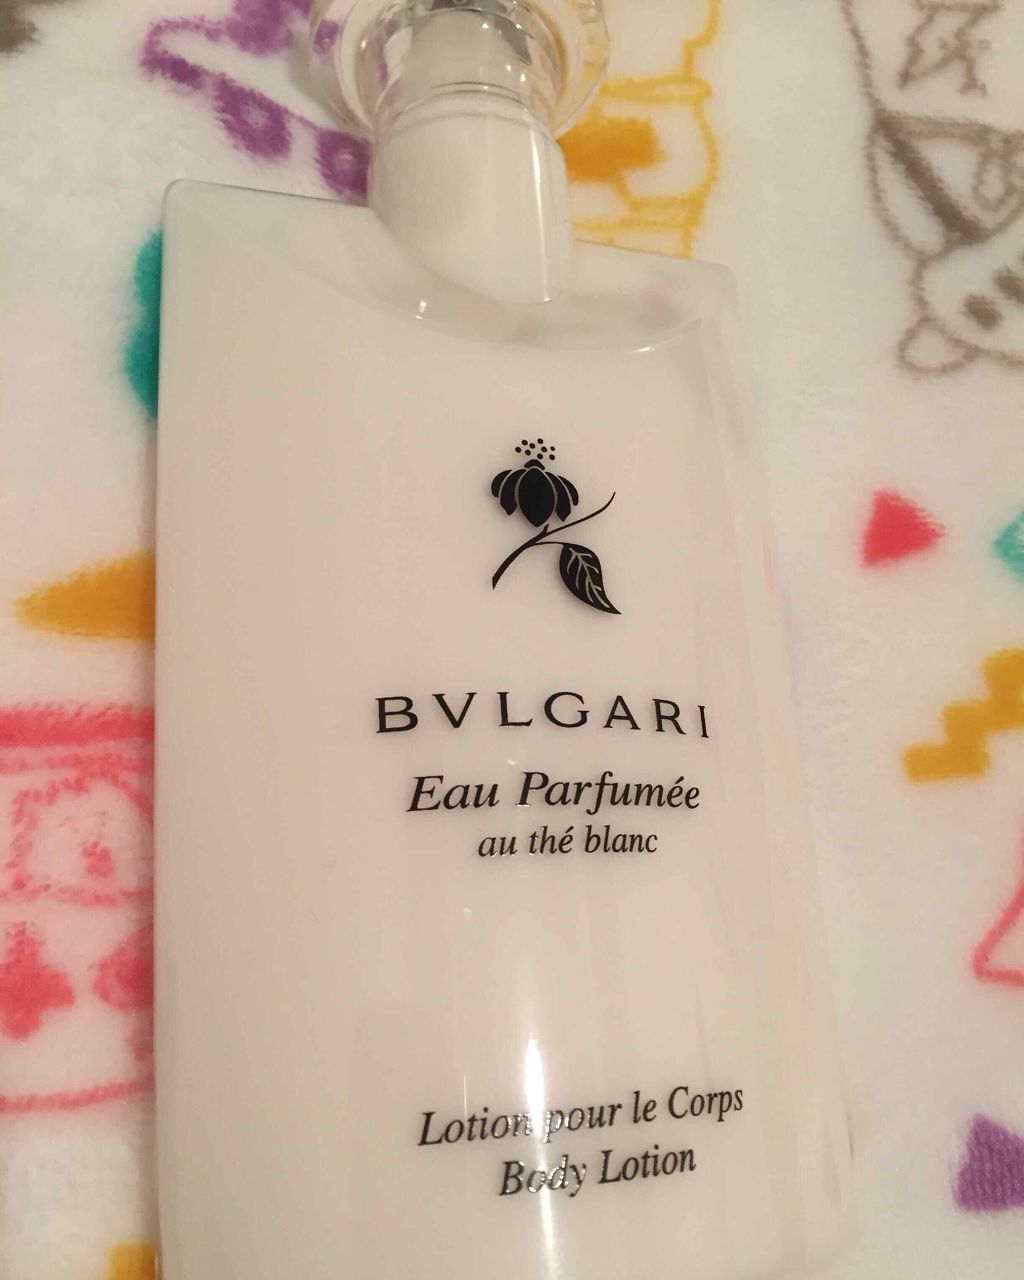 BVLGARI
Eau Parfumée
au thé blanc
Lotion pour le Corps
Body Lotion